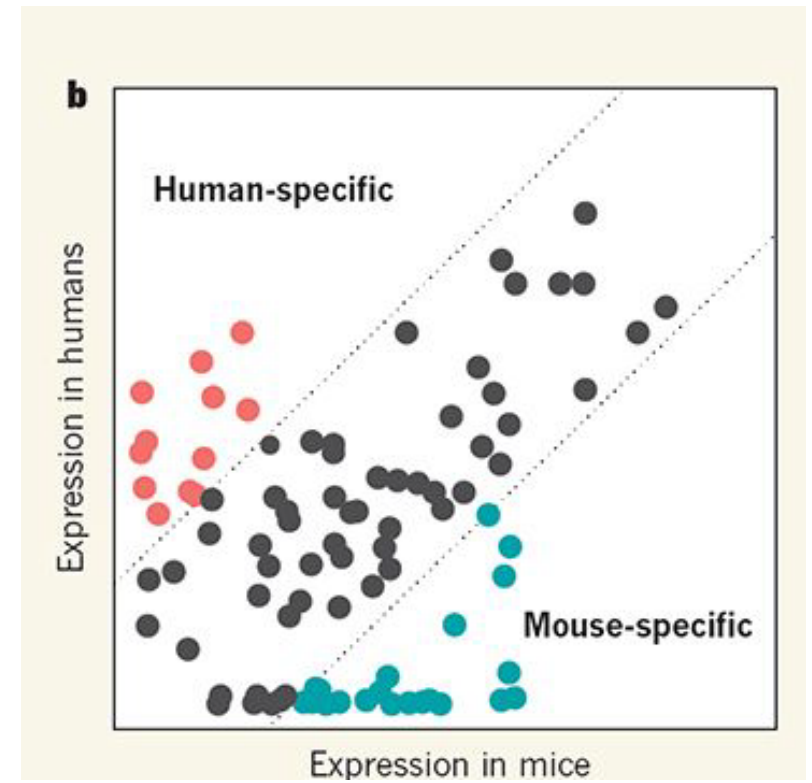 b
Human-specific
Expression in humans
Mouse-specific
Expression in mice